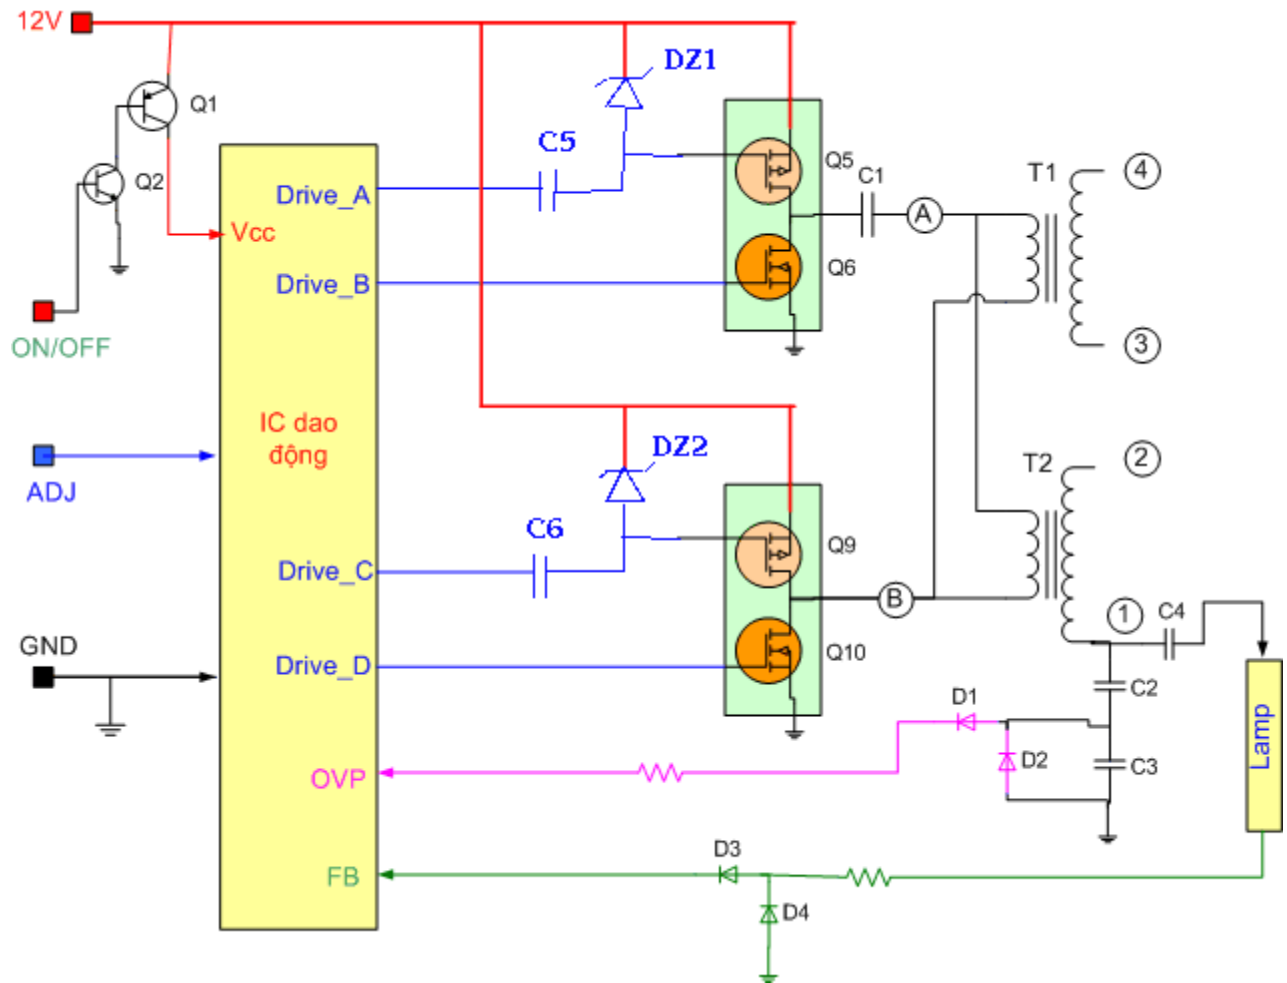 12V
DZ1
Q1
C5
Q5
Q2
Drive_A
C1
T1
4
A
Vcc
Drive_B
Q6
ON/OFF
3
IC dao
động
DZ2
T2
2
ADJ
C6
Q9
Drive_C
B
1
C4
GND
Drive_D
Q10
C2
D1
Lamp
OVP
D2
C3
D3
FB
D4